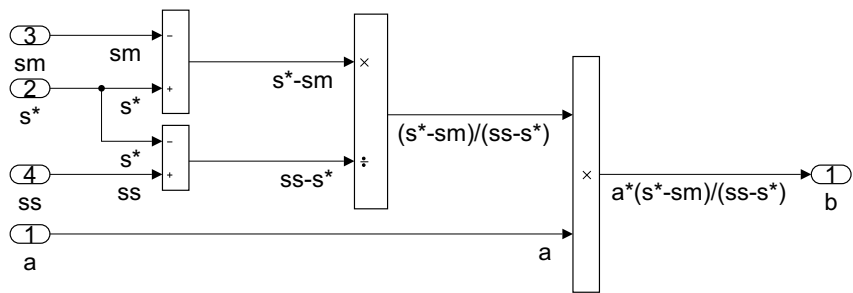 3
sm
sm
-
+
s*-sm
×
2
s*
s*
(s*-sm)/(ss-s*)
s*
-
+
ss-s*
÷
4
ss
ss
×
a*(s*-sm)/(ss-s*)
1
b
1
a
a